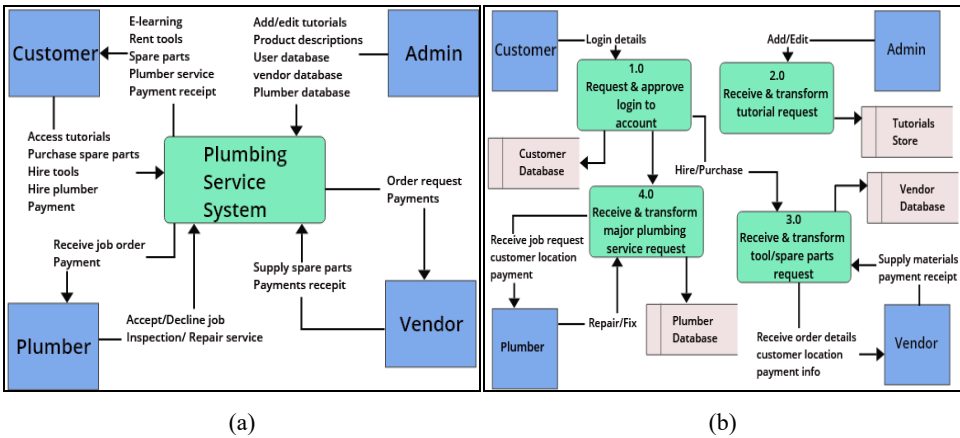 Customer
E-learning
Rent tools
Spare parts
Plumber service
Payment receipt
Add/edit tutorials
Product descriptions
User database
vendor database
Plumber database
Admin
Access tutorials
Purchase spare parts
Hire tools
Hire plumber
Payment
Plumbing
Service
System
Order request
Payments
Receive job order
Payment
Supply spare parts
Payments recepit
Plumber
Accept/Decline job
Inspection/ Repair service
Vendor
(a)
Customer
Login details
Add/Edit
Admin
1.0
Request & approve
login to
account
2.0
Receive & transform
tutorial request
Tutorials
Store
Customer
Database
Hire/Purchase
Vendor
Database
4.0
Receive & transform
major plumbing
service request
3.0
Receive & transform
tool/spare parts
request
Receive job request
customer location
payment
Supply materials
payment receipt
Plumber
Repair/Fix
Plumber
Database
Receive order details
customer location
payment info
Vendor
(b)